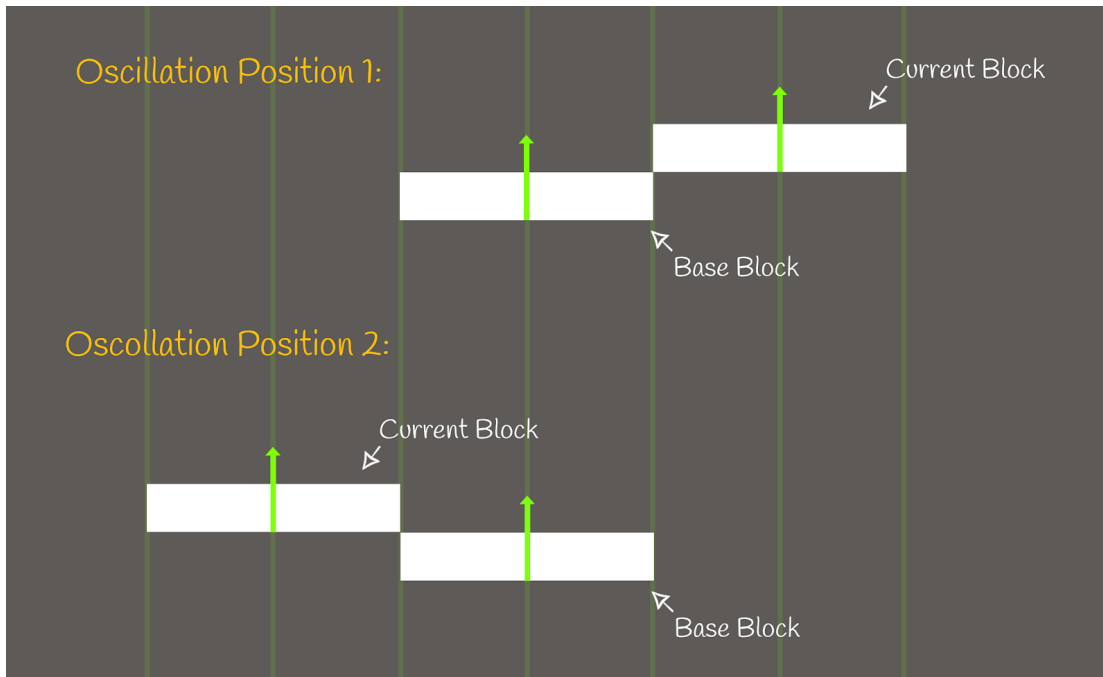 Oscillation Position 1:
Current Block
Base Block
Oscollation Position 2:
Current Block
Base Block